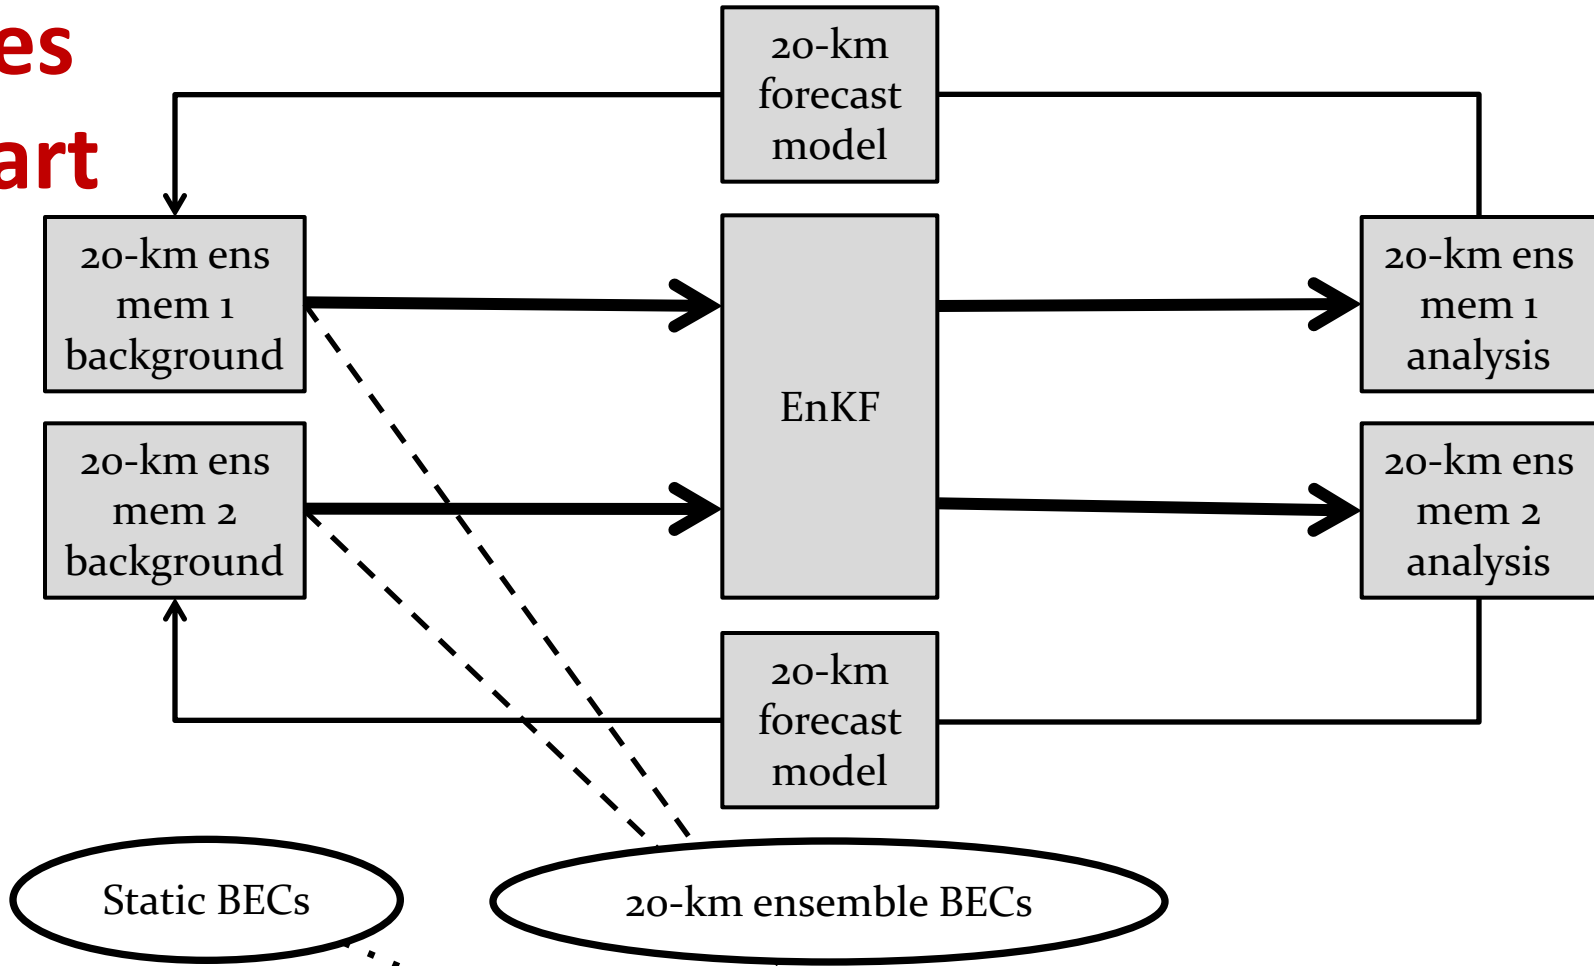 es
art
20-km
forecast
model
20-km ens
mem 1
background
EnKF
20-km ens
mem 1
analysis
20-km ens
mem 2
background
20-km ens
mem 2
analysis
20-km
forecast
model
Static BECs
20-km ensemble BECs